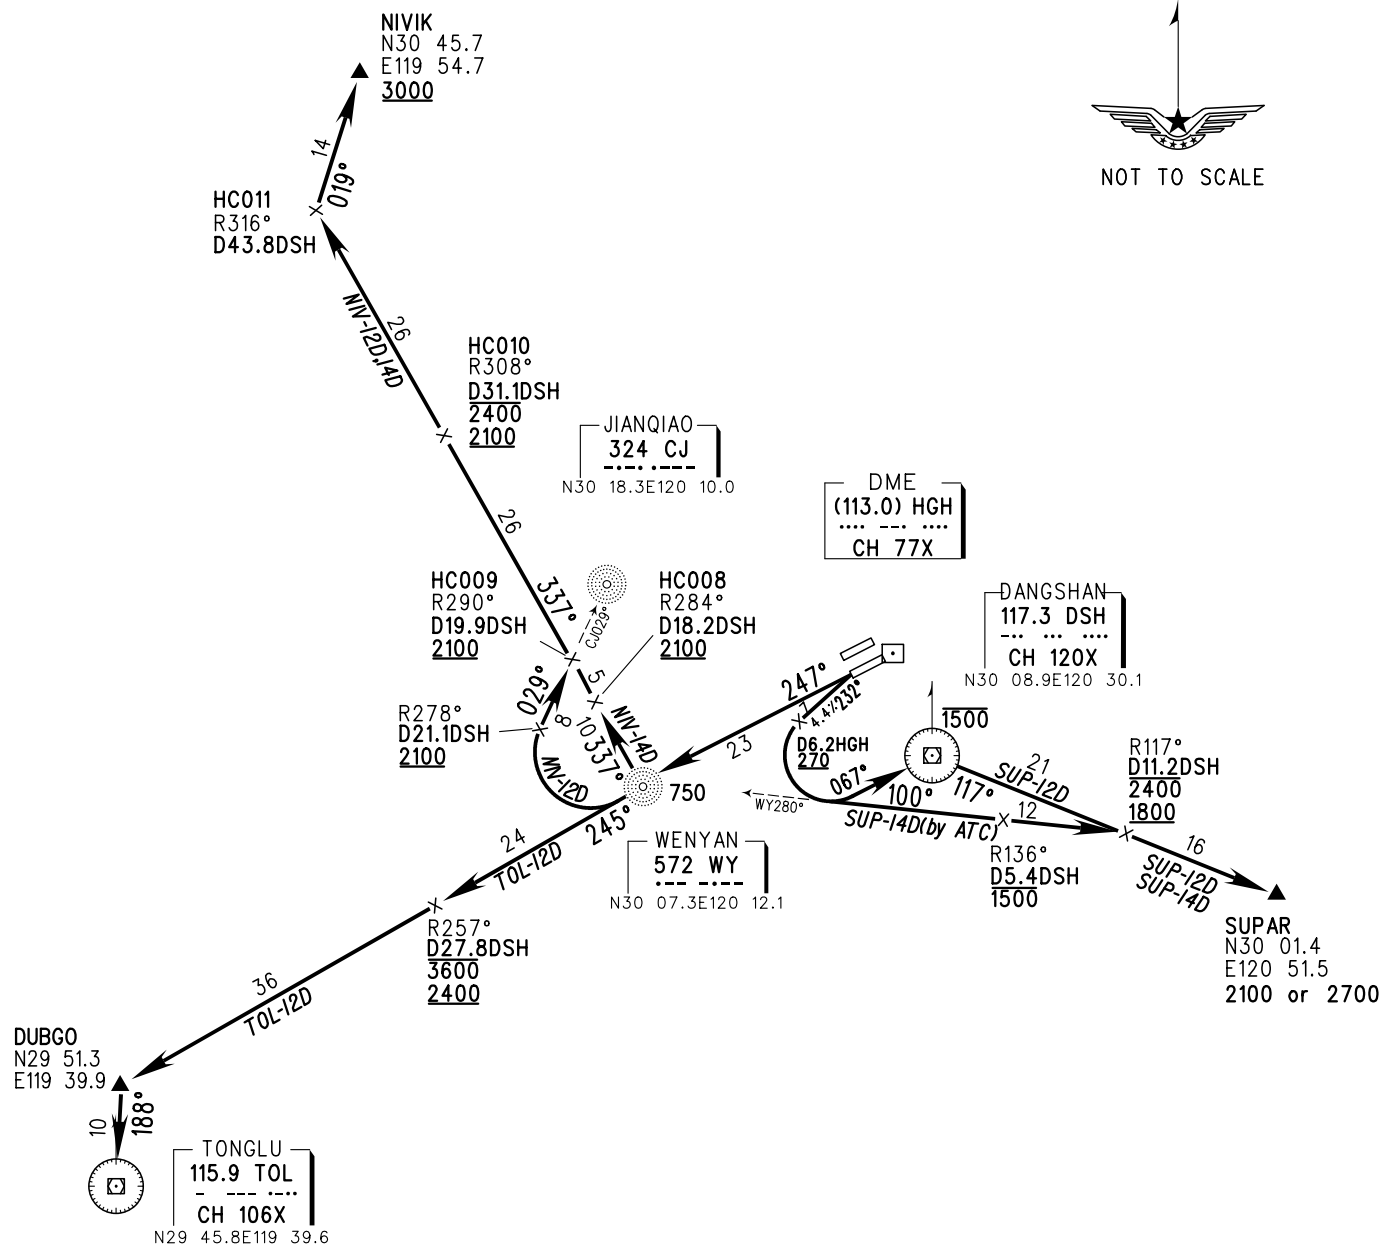 NIVIK
N30 45.7
E119 54.7
3000
NOT TO SCALE
14
019°
HC011
R316°
D43.8DSH
NIV-12D,14D
26
HC010
R308°
D31.1DSH
2400
2100
JIANQIAO
324 CJ
N30 18.3E120 10.0
DME
(113.0) HGH
CH 77X
26
337°
HC009
R290°
D19.9DSH
2100
CJ029°
HC008
R284°
D18.2DSH
2100
DANGSHAN
117.3 DSH
CH 120X
N30 08.9E120 30.1
5
029°
R278°
D21.1DSH
2100
8
10
337°
NIV-14D
NIV-12D
247°
23
4.4%
7
232°
D6.2HGH
270
1500
067°
WY280°
100°
117°
21
SUP-12D
R117°
D11.2DSH
2400
1800
750
245°
WENYAN
572 WY
N30 07.3E120 12.1
SUP-14D(by ATC)
12
R136°
D5.4DSH
1500
16
SUP-12D
SUP-14D
SUPAR
N30 01.4
E120 51.5
2100 or 2700
24
TOL-12D
R257°
D27.8DSH
3600
2400
36
TOL-12D
DUBGO
N29 51.3
E119 39.9
10
188°
TONGLU
115.9 TOL
CH 106X
N29 45.8E119 39.6